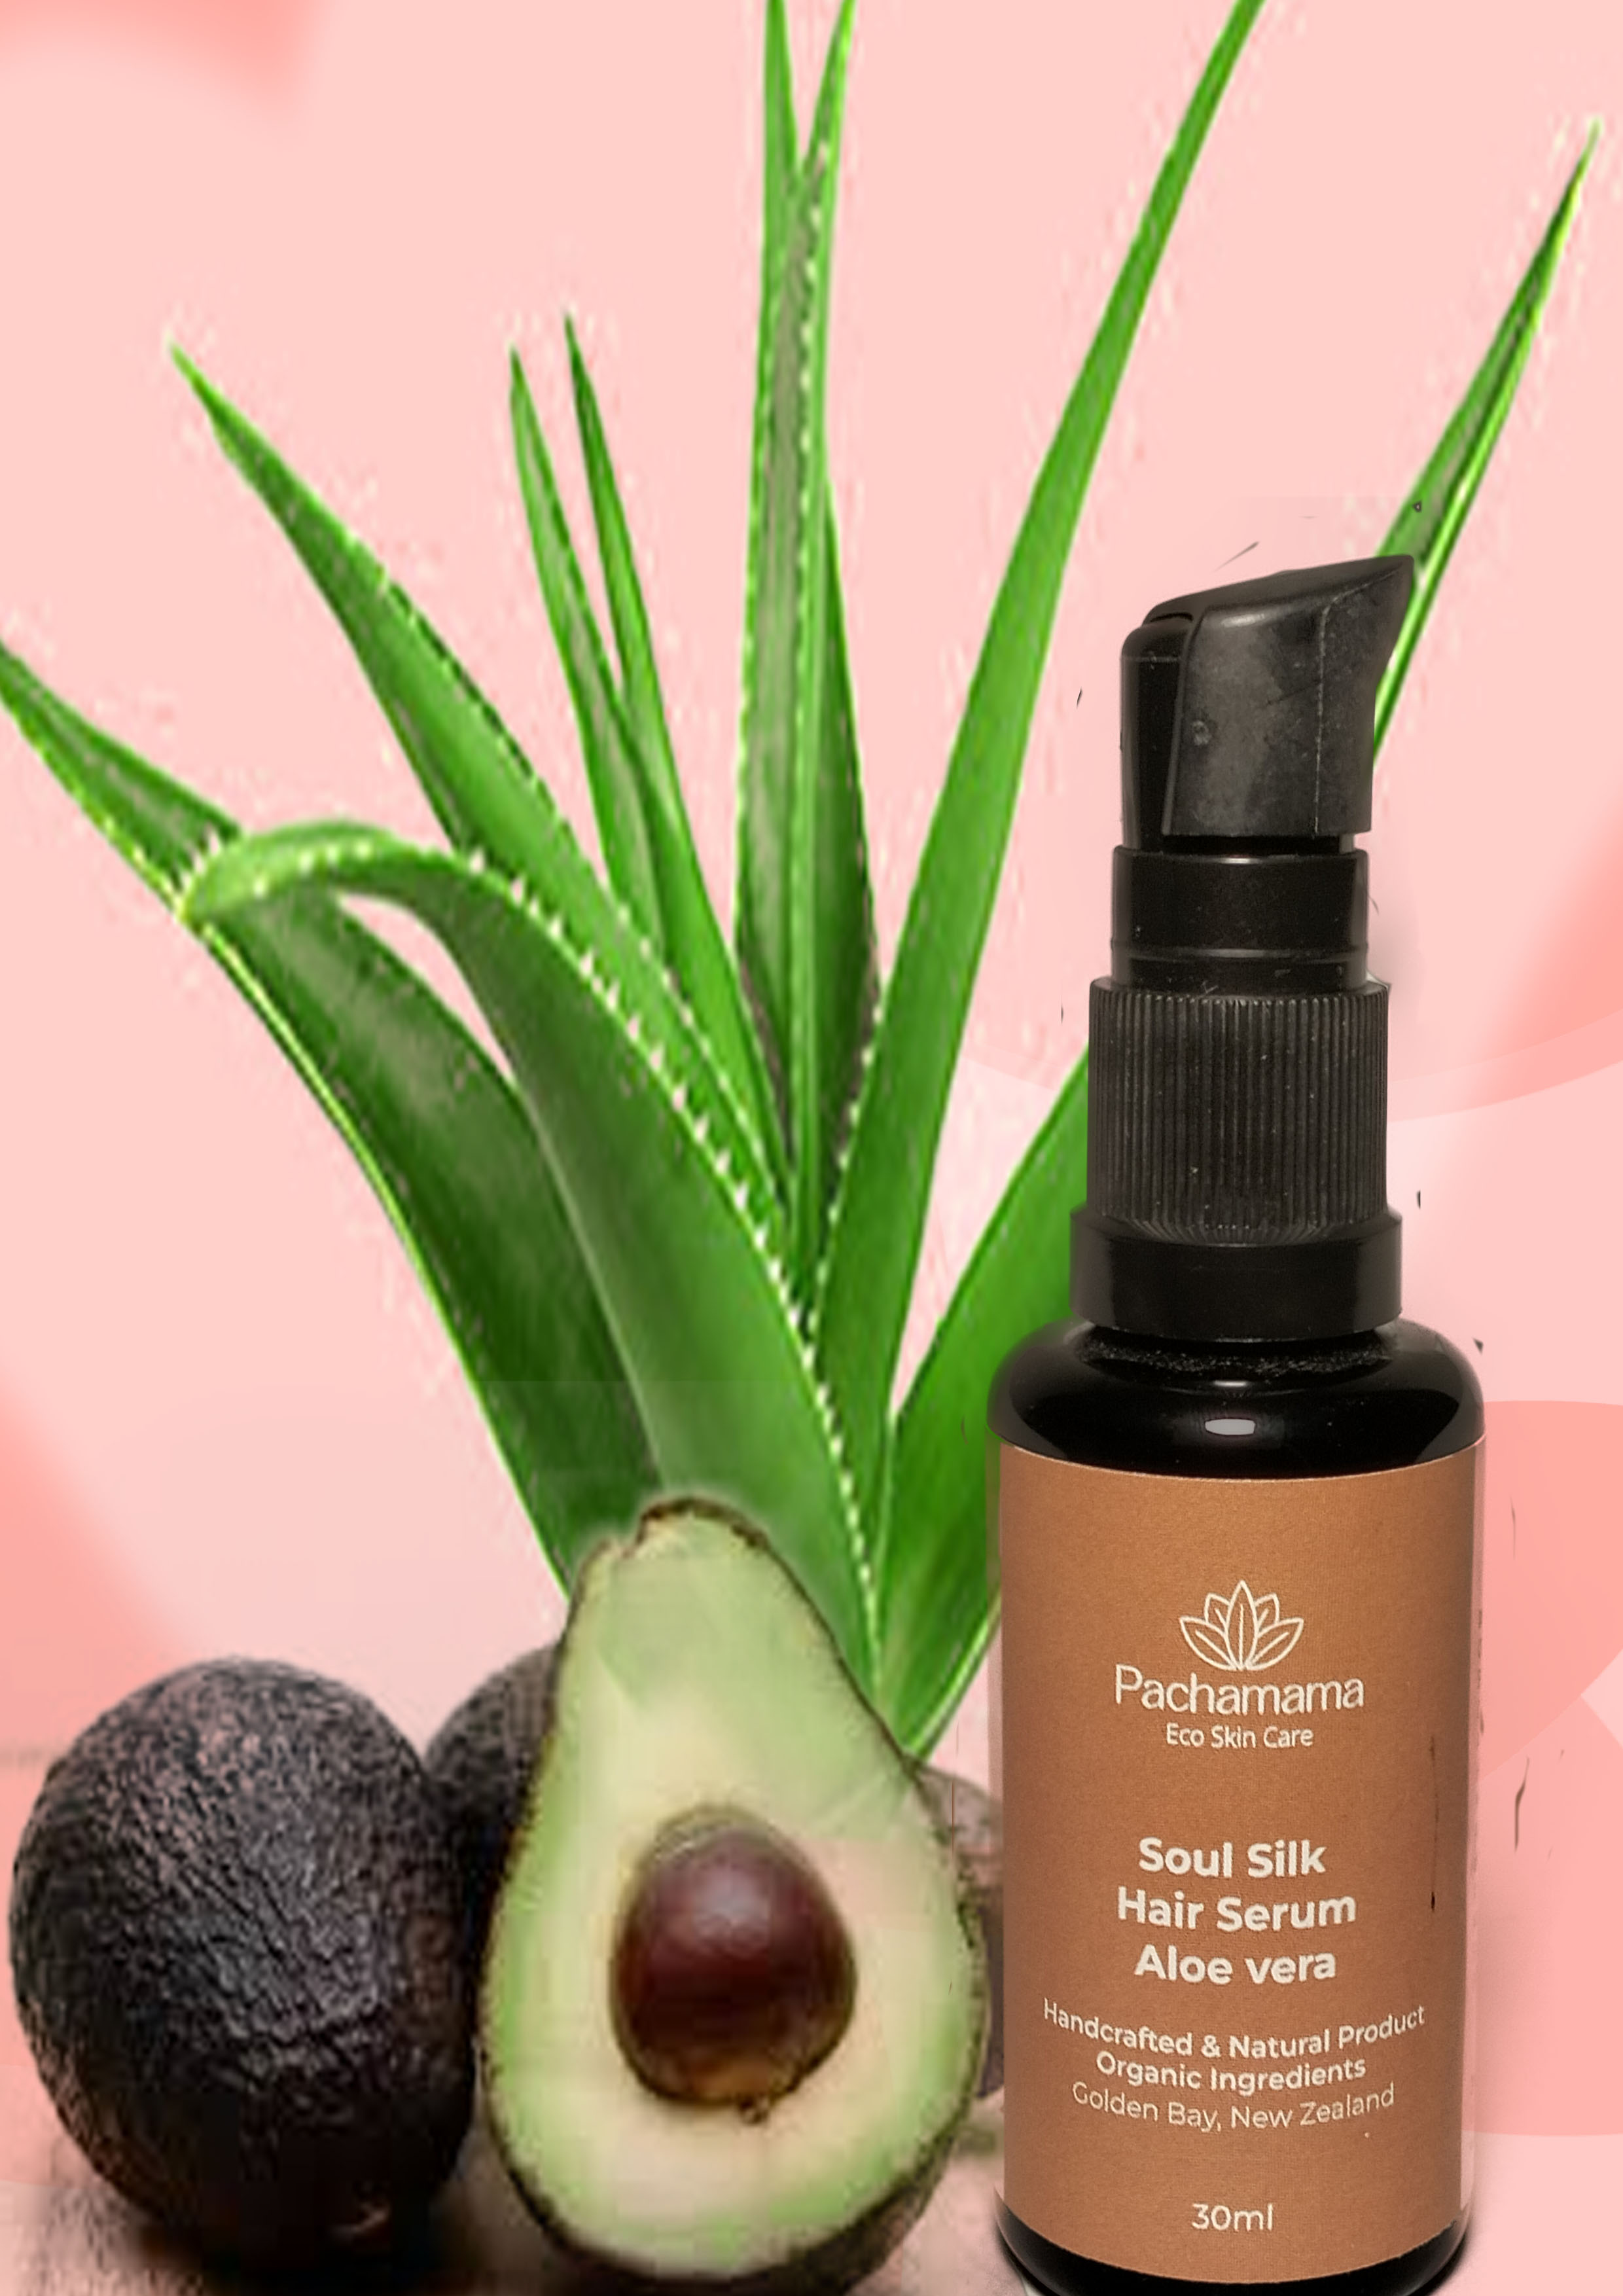 Pachamama
Eco Skin Care
Soul Silk
Hair Serum
Aloe vera
Handcrafted & Natural Product
Organic Ingredients
Golden Bay, New Zealand
30ml